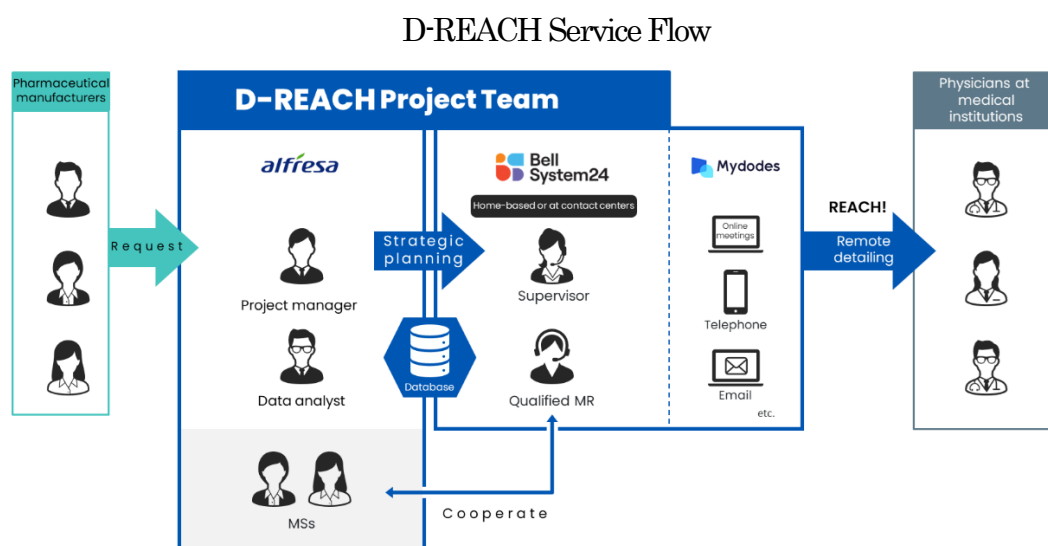 D-REACH Service Flow
Pharmaceutical
manufacturers
Request
D-REACH Project Team
alfresa
Project manager
Data analyst
MSs
Strategic
planning
Database
Cooperate
Bell
System24
Home-based or at contact centers
Supervisor
Qualified MR
Mydodes
Online
meetings
Telephone
Email
etc.
REACH!
Remote
detailing
Physicians at
medical
institutions